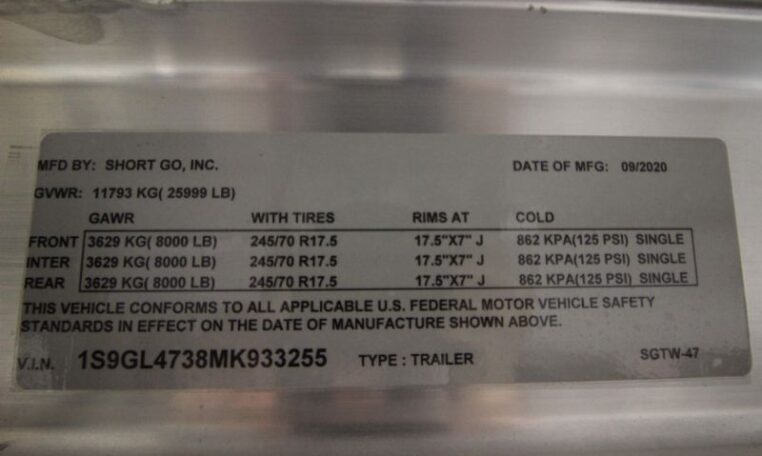 MFD BY: SHORT GO, INC. DATE OF MFG: 09/2020
GVWR: 11793 KG( 25999 LB)
GAWR WITH TIRES RIMS AT COLD
FRONT 3629 KG( 8000 LB) 245/70 R17.5 17.5"X7" J 862 KPA(125 PSI) SINGLE
INTER 3629 KG( 8000 LB) 245/70 R17.5 17.5"X7" J 862 KPA(125 PSI) SINGLE
REAR 3629 KG( 8000 LB) 245/70 R17.5 17.5"X7" J 862 KPA(125 PSI) SINGLE
THIS VEHICLE CONFORMS TO ALL APPLICABLE U.S. FEDERAL MOTOR VEHICLE SAFETY
STANDARDS IN EFFECT ON THE DATE OF MANUFACTURE SHOWN ABOVE.
V.I.N. 1S9GL4738MK933255 TYPE : TRAILER SGTW-47